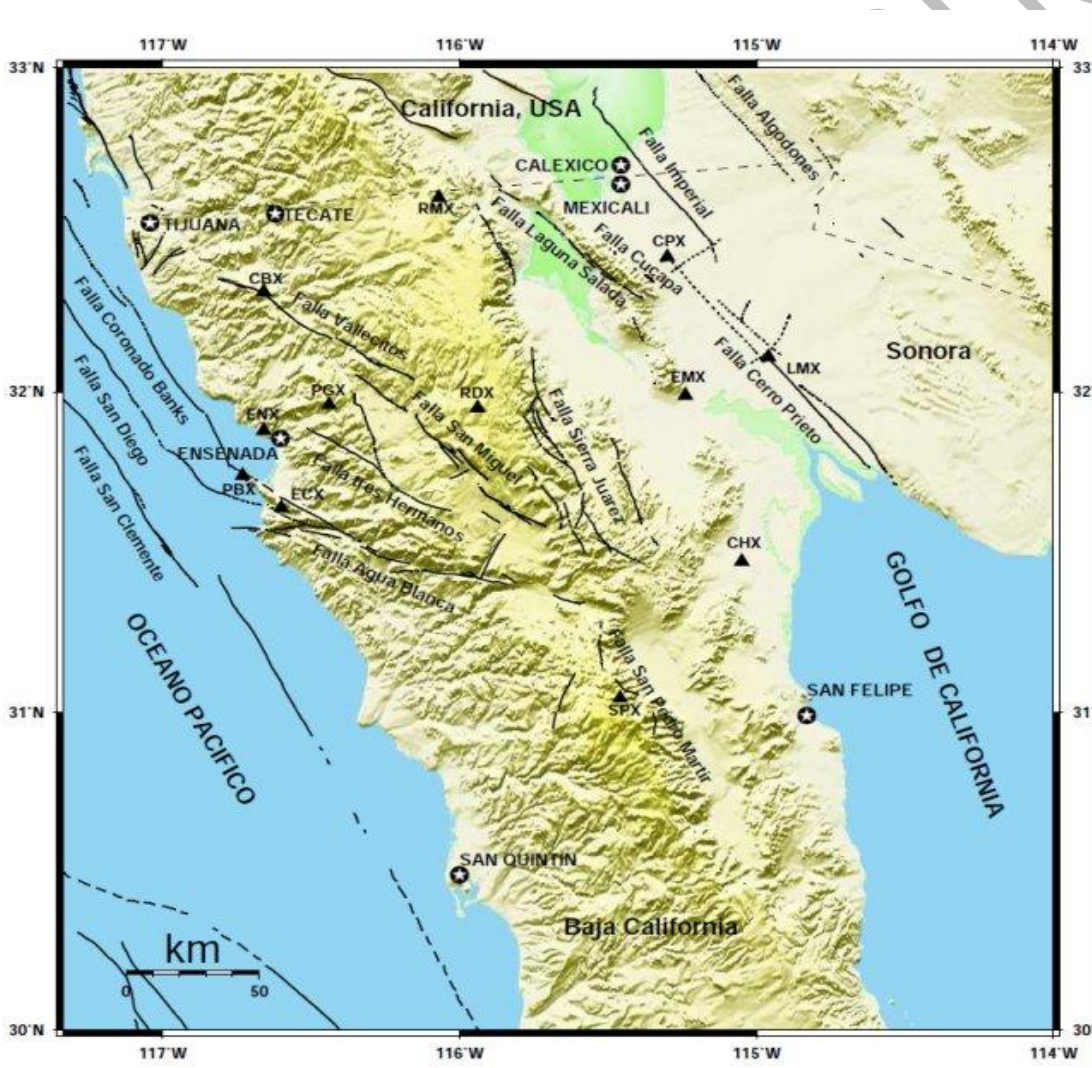 117°W 116°W 115°W 114°W
33°N 33
California, USA
Falla Algodones
Falla Imperial
CALEXICO
MEXICALI
RMX
TIJUANA
TECATE
Falla Laguna Salada
Falla Cucapa
CPX
CBX
Falla Vallecitos
Falla Coronado Banks
Falla San Diego
Falla San Clemente
Sonora
LMX
EMX
Falla Cerro Prieto
32°N 32
PGX
RDX
ENX
ENSENADA
Falla San Miguel
Falla Sierra Juarez
PBX
ECX
Falla tres Hermanos
Falla Agua Blanca
CHX
GOLFO DE CALIFORNIA
OCEANO PACIFICO
Falla San Pedro Martir
SPX
SAN FELIPE
31°N 31
SAN QUINTIN
Baja California
km
0 50
30°N 30
117°W 116°W 115°W 114°W